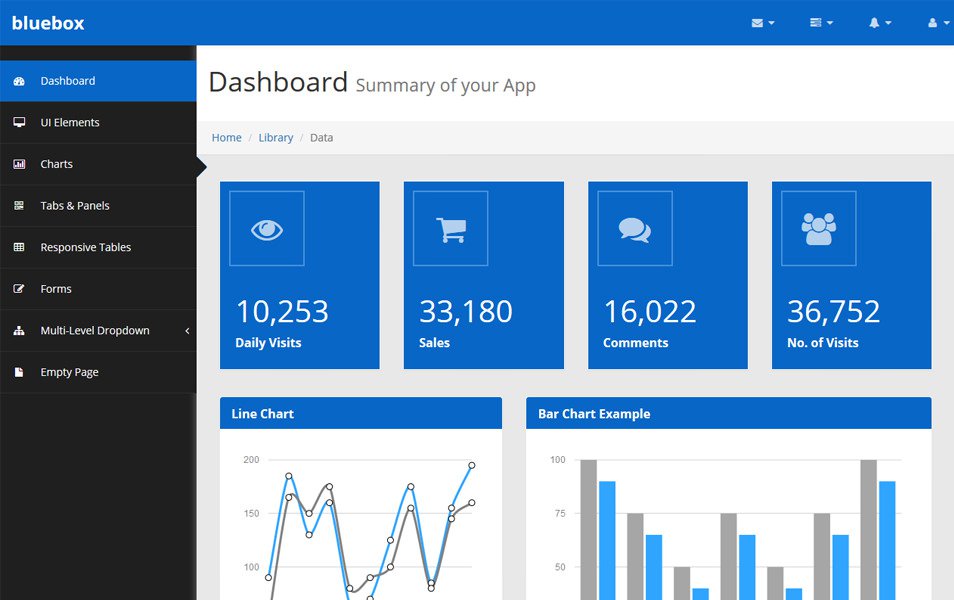 bluebox
Dashboard
UI Elements
Charts
Tabs & Panels
Responsive Tables
Forms
Multi-Level Dropdown
Empty Page
Dashboard Summary of your App
Home / Library / Data
10,253
Daily Visits
33,180
Sales
16,022
Comments
36,752
No. of Visits
Line Chart
200
150
100
Bar Chart Example
100
75
50